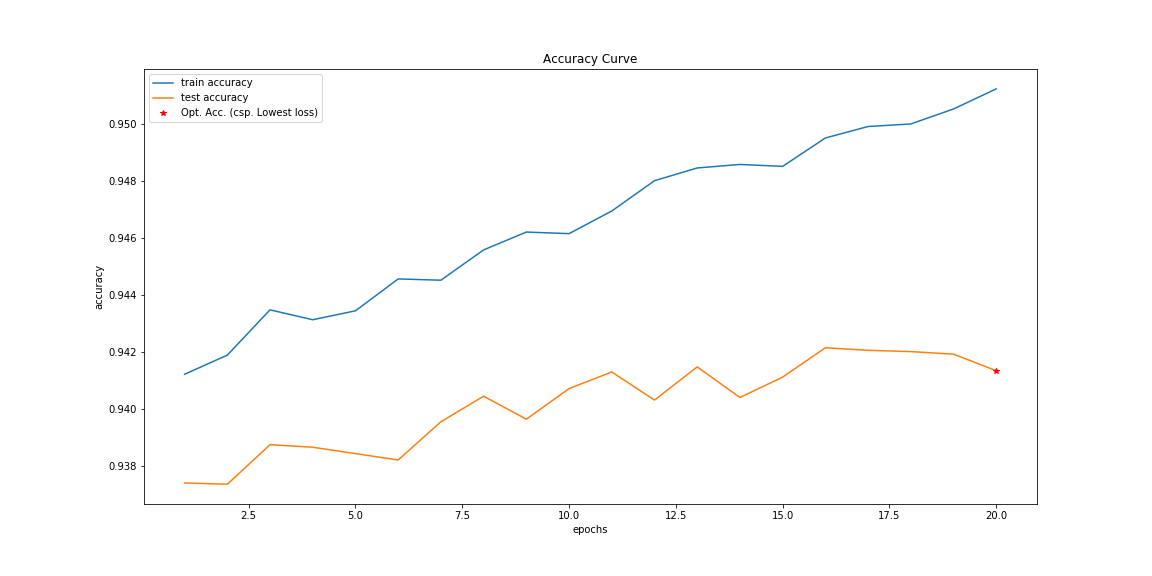 Accuracy Curve
train accuracy
test accuracy
Opt. Acc. (csp. Lowest loss)
0.950
0.948
0.946
0.944
0.942
0.940
0.938
accuracy
2.5 5.0 7.5 10.0 12.5 15.0 17.5 20.0
epochs